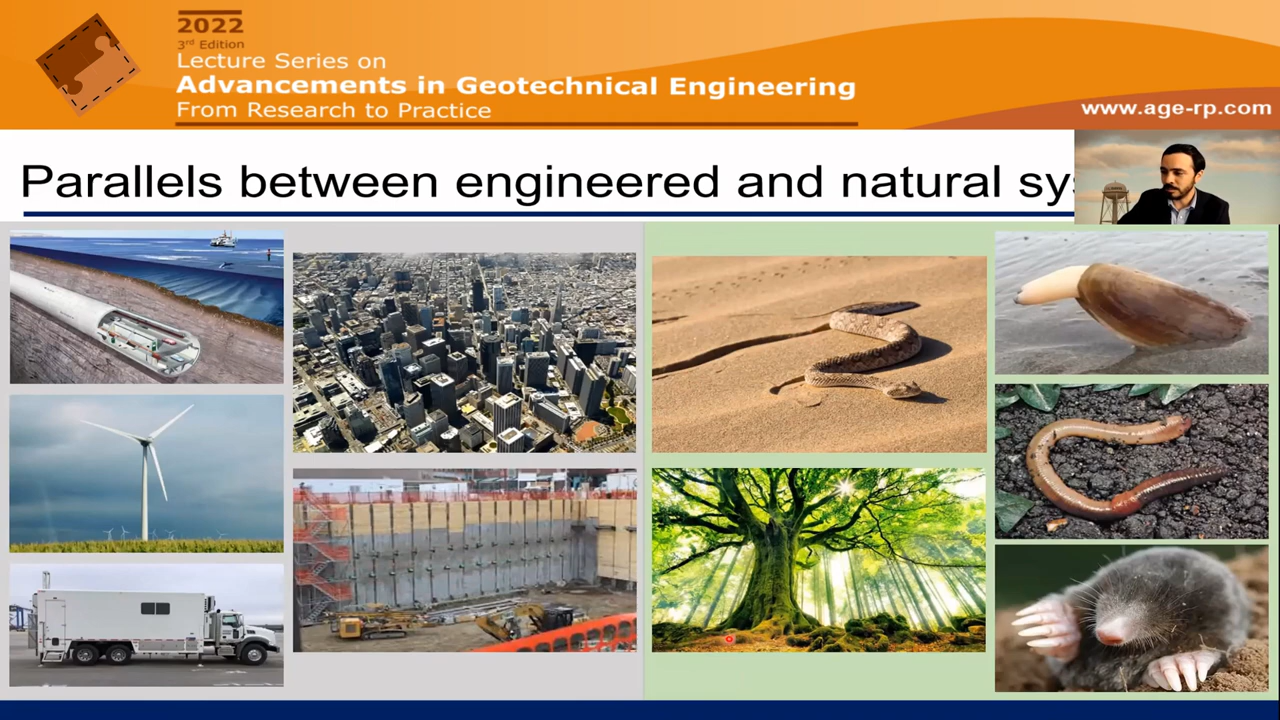 2022
3rd Edition
Lecture Series on
Advancements in Geotechnical Engineering
From Research to Practice
www.age-rp.com
Parallels between engineered and natural sys